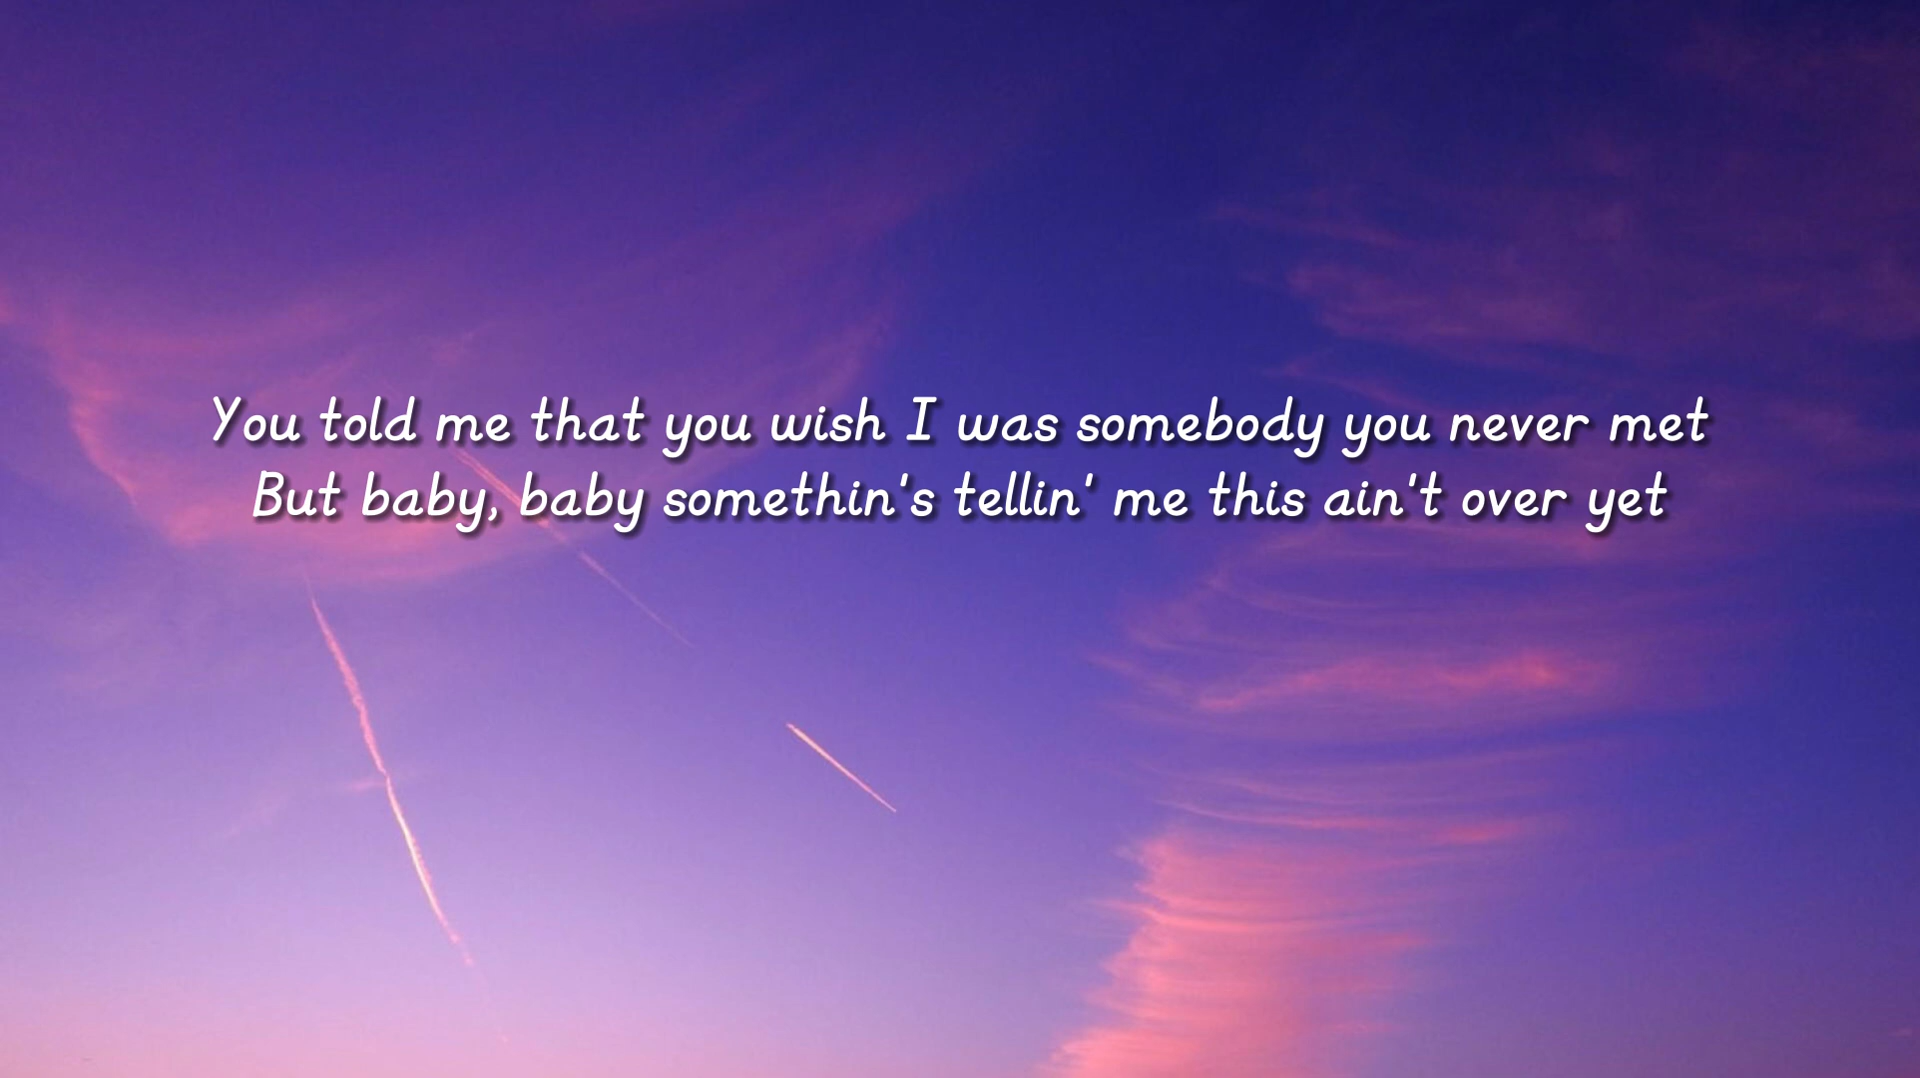 You told me that you wish I was somebody you never met
But baby, baby somethin's tellin' me this ain't over yet